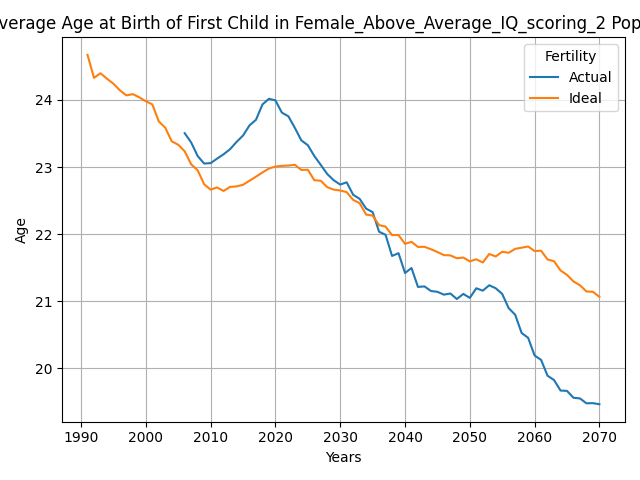 verage Age at Birth of First Child in Female_Above_Average_IQ_scoring_2 Pop
Fertility
Actual
Ideal
24
23
22
21
20
Age
1990 2000 2010 2020 2030 2040 2050 2060 2070
Years